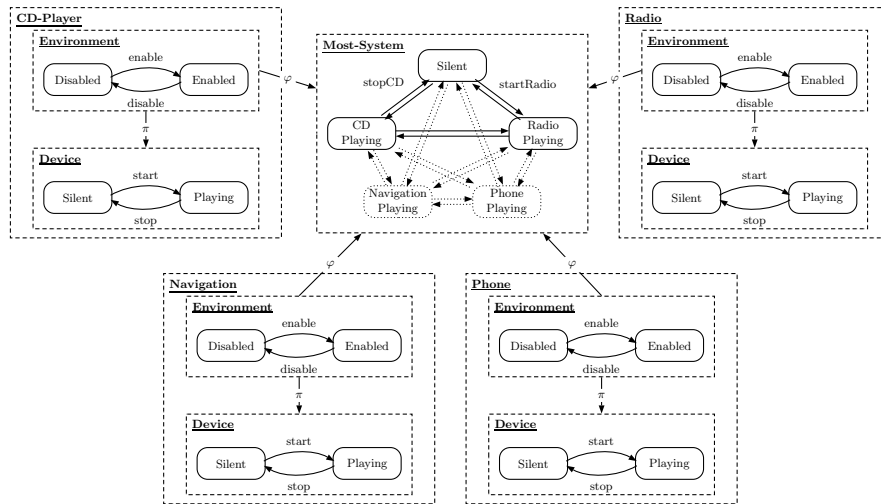 CD-Player
Environment
enable
Disabled
Enabled
disable
π
Device
start
Silent
Playing
stop
φ
Most-System
Silent
stopCD
startRadio
CD
Playing
Radio
Playing
Navigation
Playing
Phone
Playing
φ
Radio
Environment
enable
Disabled
Enabled
disable
π
Device
start
Silent
Playing
stop
φ
Navigation
Environment
enable
Disabled
Enabled
disable
π
Device
start
Silent
Playing
stop
φ
Phone
Environment
enable
Disabled
Enabled
disable
π
Device
start
Silent
Playing
stop